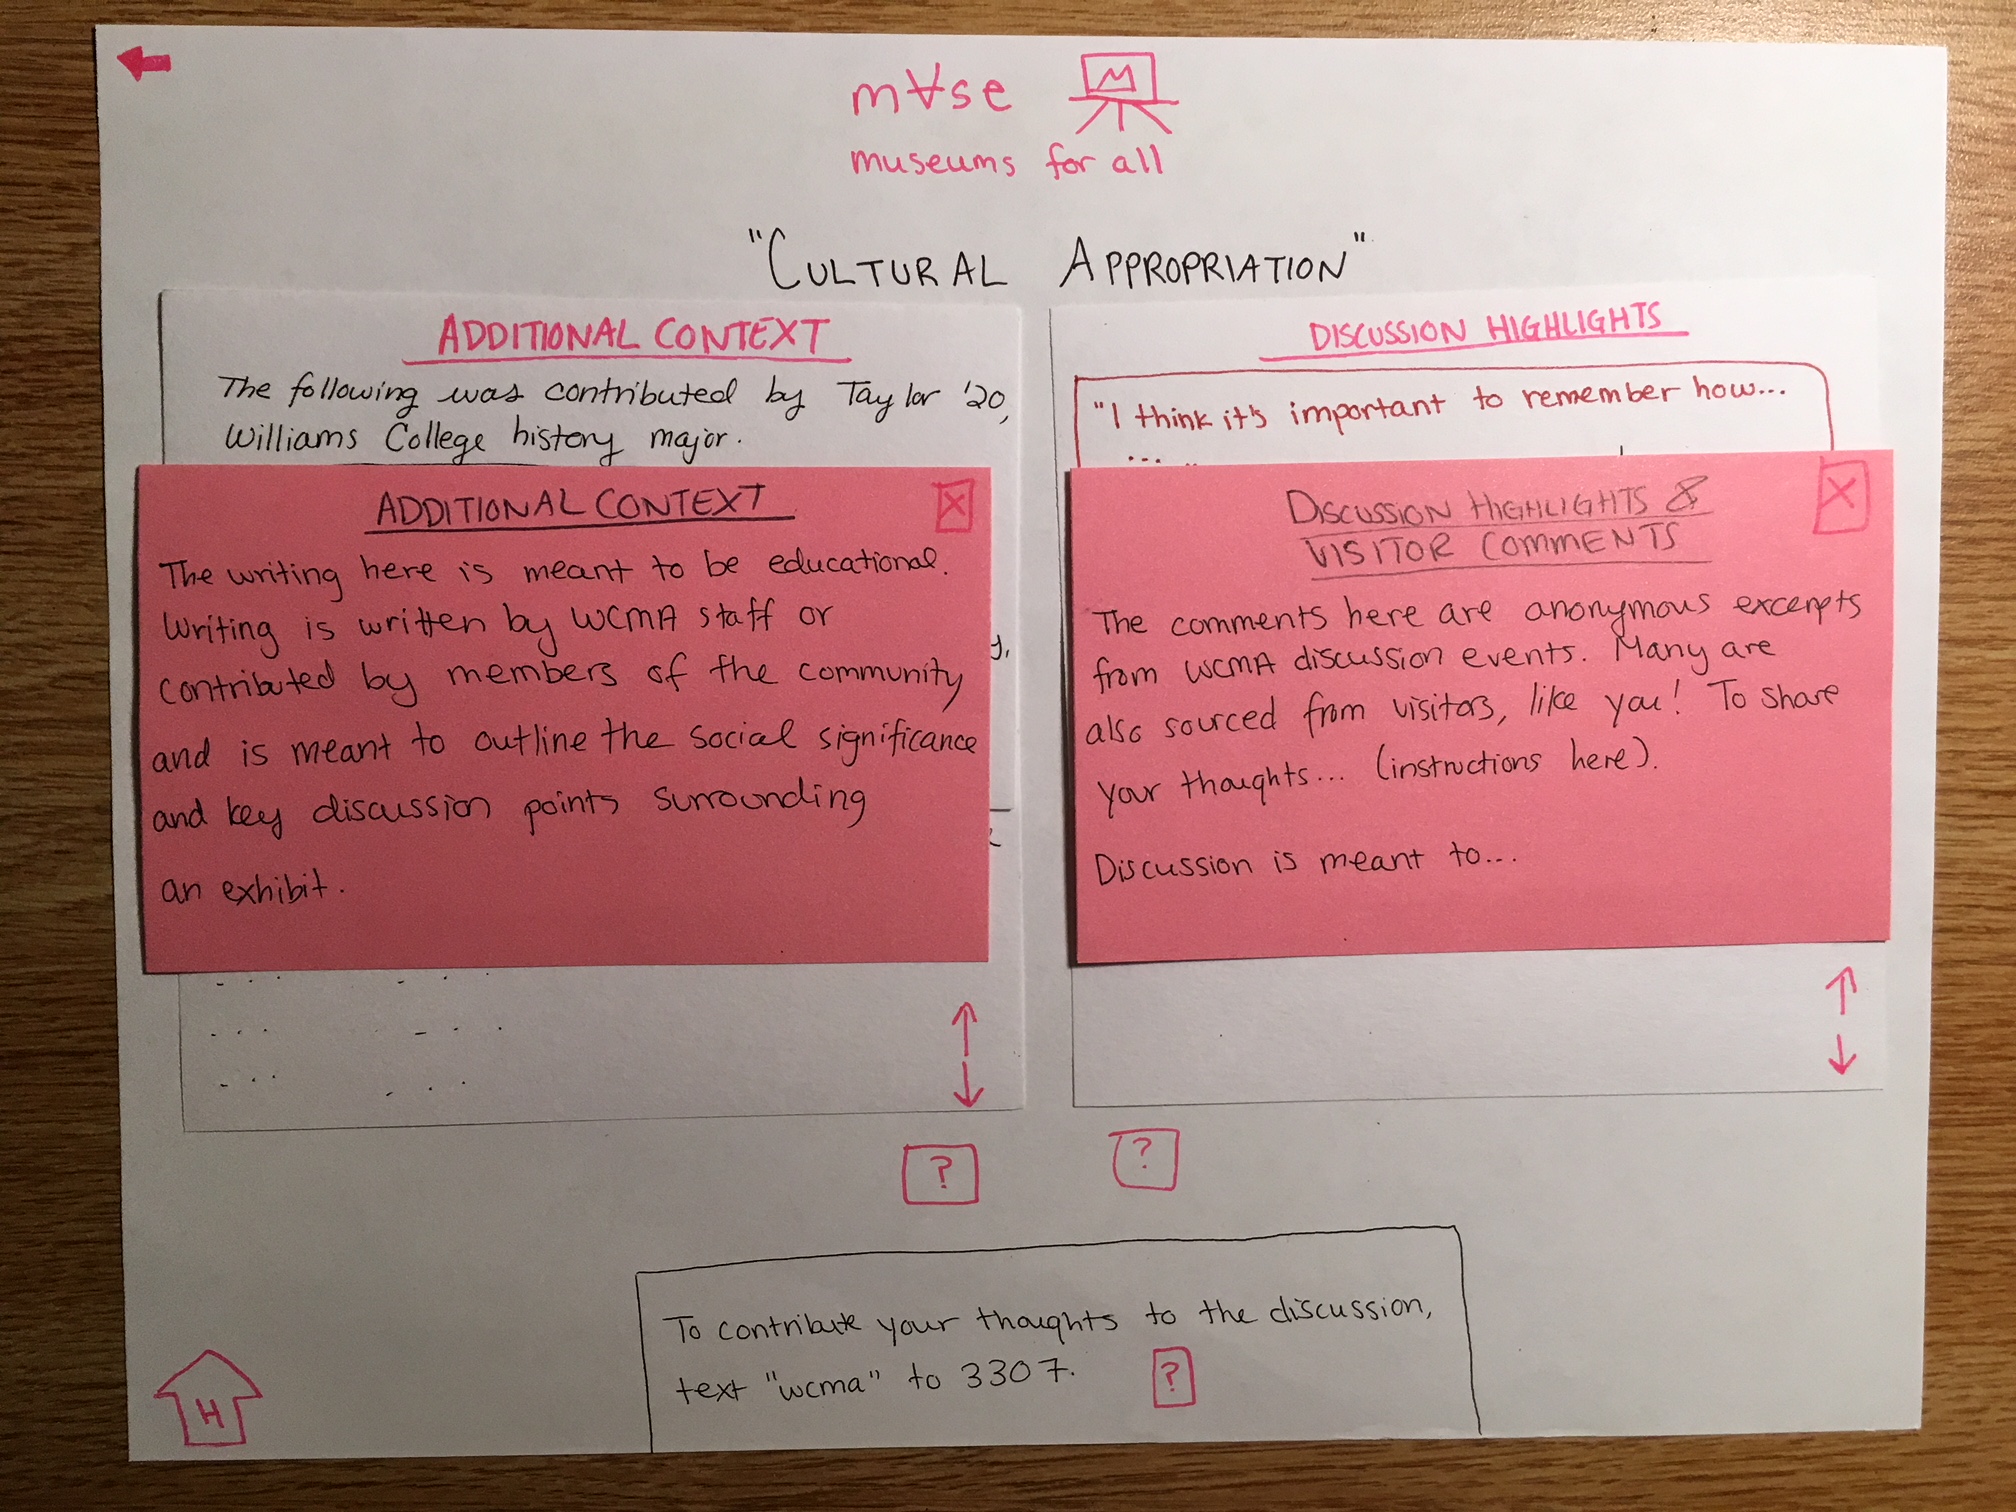 m∀se
M
museums for all
"CULTURAL APPROPRIATION"
ADDITIONAL CONTEXT
The following was contributed by Taylor '20,
Williams College history major.
ADDITIONAL CONTEXT
X
The writing here is meant to be educational.
Writing is written by WCMA staff or
contributed by members of the community
and is meant to outline the social significance
and key discussion points surrounding
an exhibit.
?
DISCUSSION HIGHLIGHTS
"I think it's important to remember how...
... "
DISCUSSION HIGHLIGHTS &
VISITOR COMMENTS
X
The comments here are anonymous excerpts
from WCMA discussion events. Many are
also sourced from visitors, like you! To share
your thoughts... (instructions here).
Discussion is meant to...
?
To contribute your thoughts to the discussion,
text "wcma" to 3307.
?
H